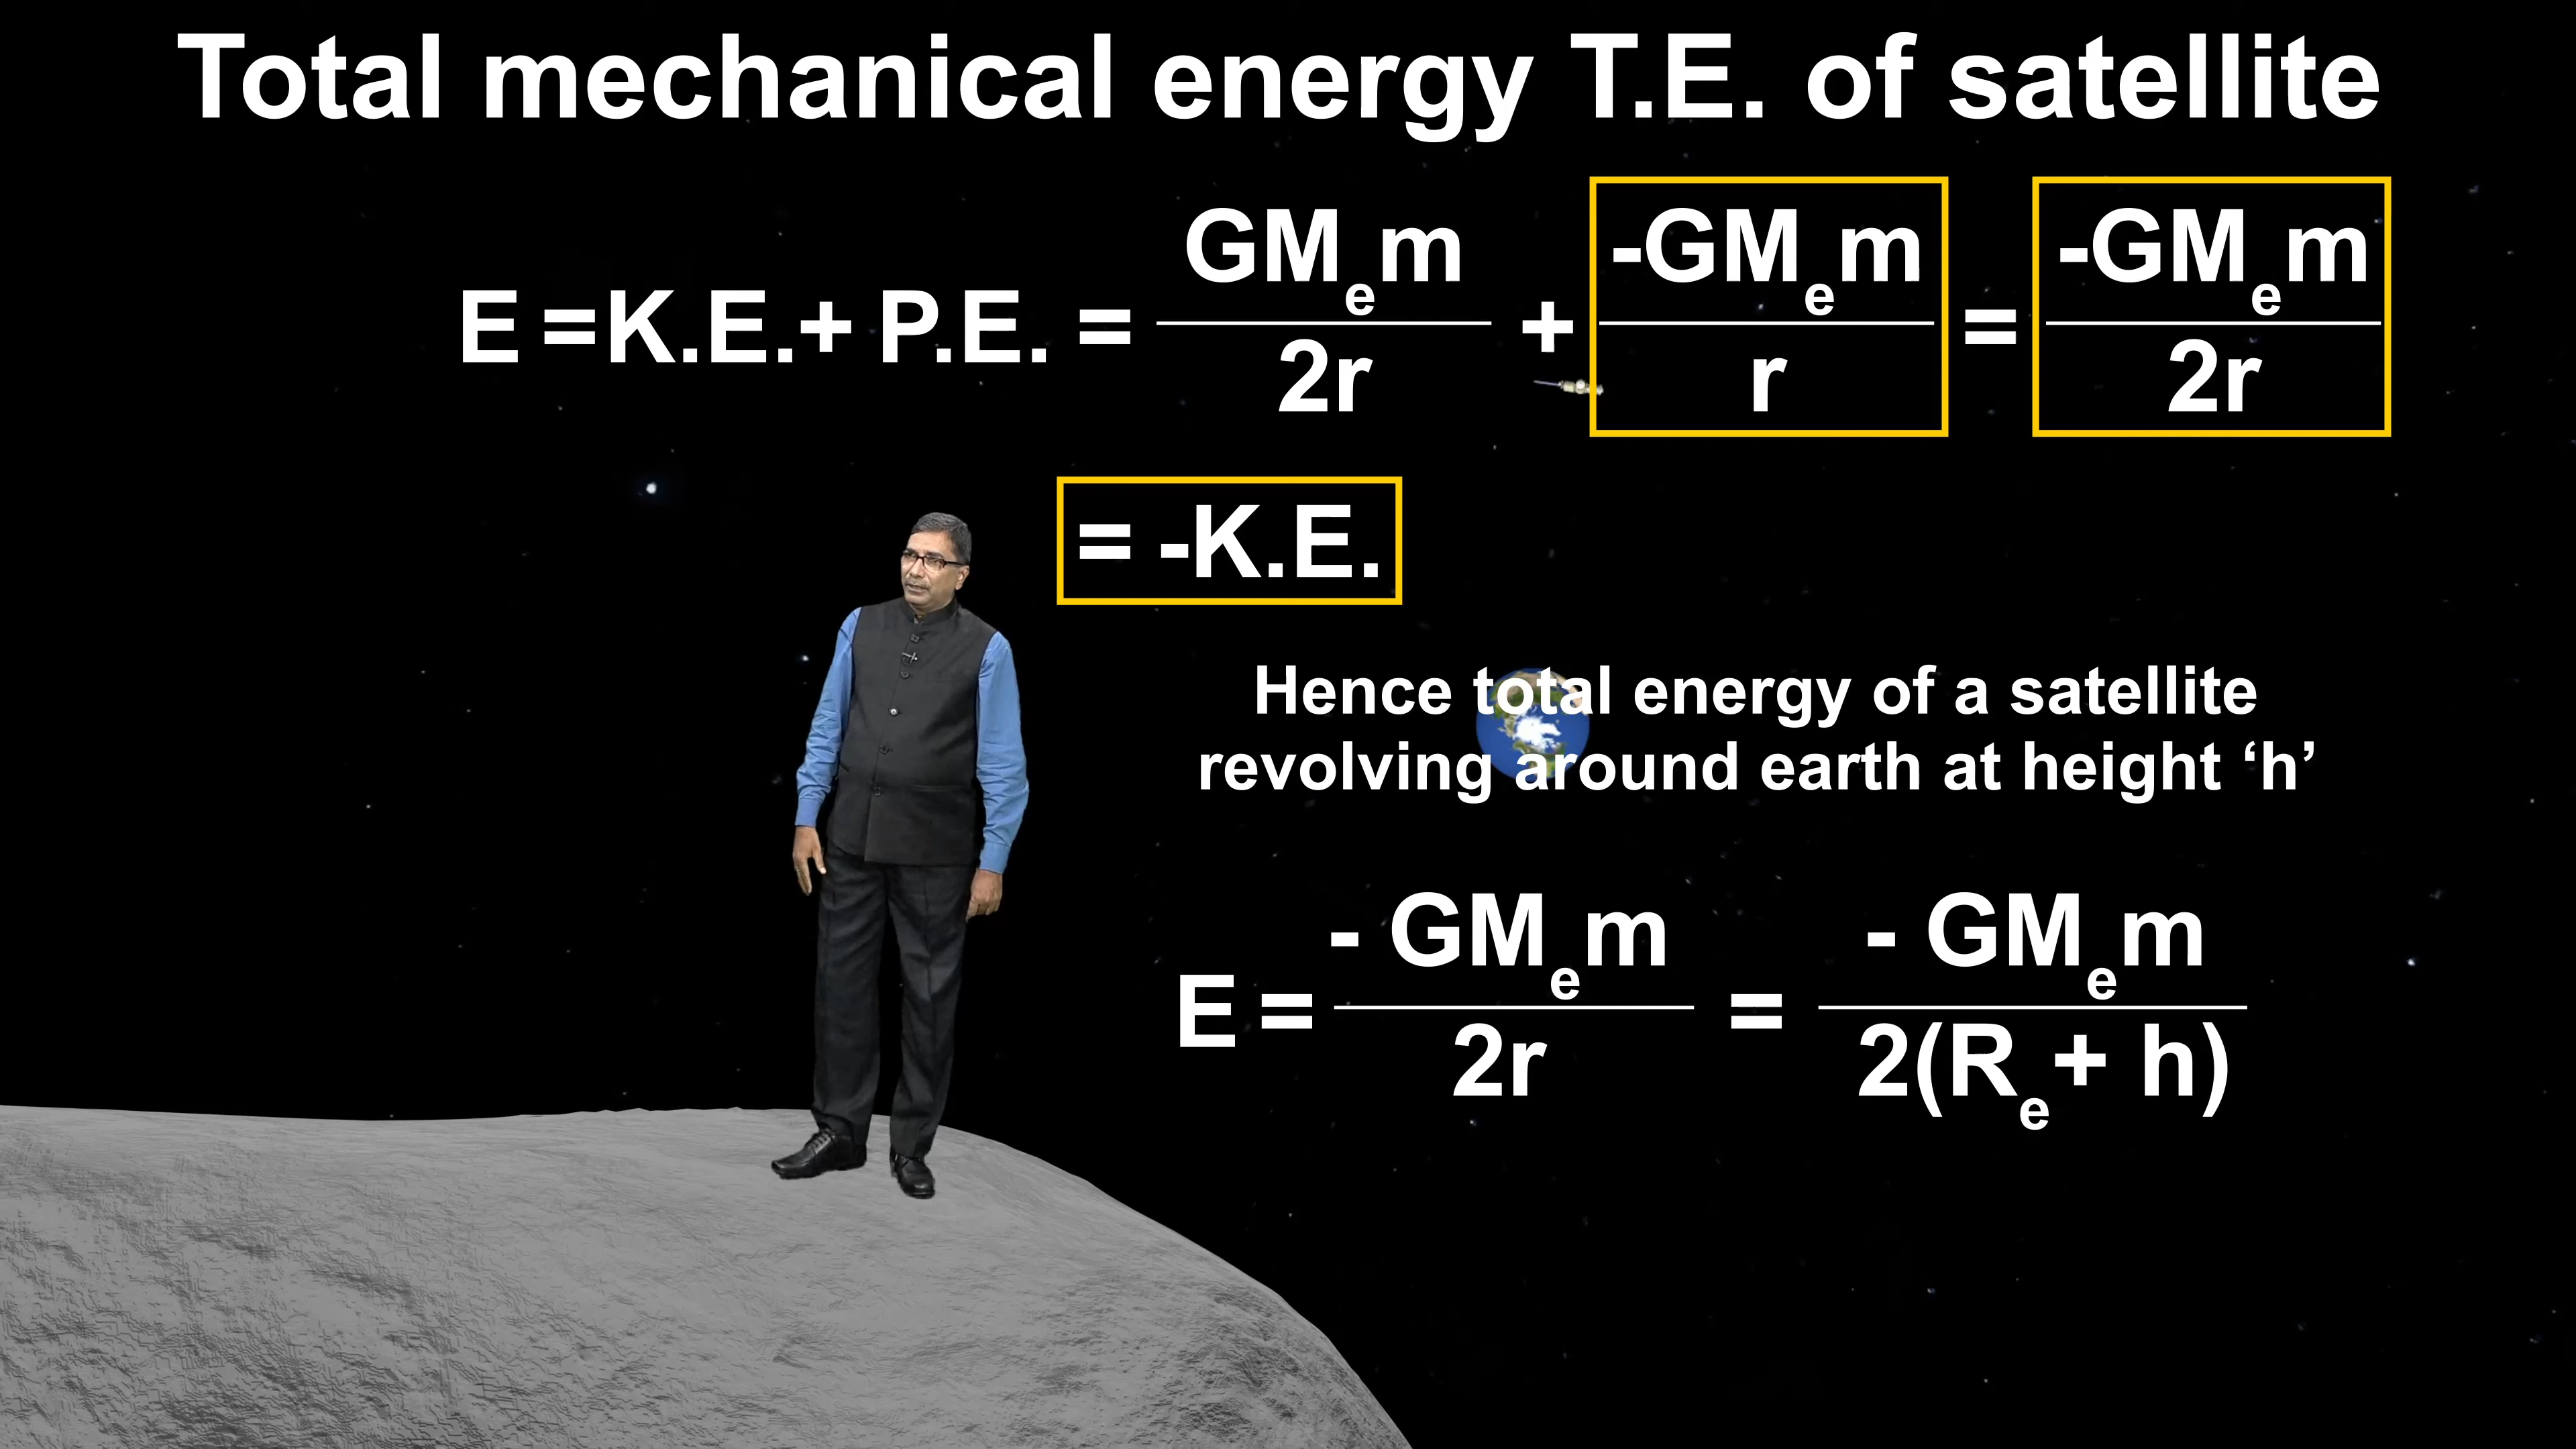 Total mechanical energy T.E. of satellite
E =K.E.+ P.E. = GMem/2r + -GMem/r = -GMem/2r
= -K.E.
Hence total energy of a satellite
revolving around earth at height ‘h’
E = - GMem/2r = - GMem/2(Re+ h)